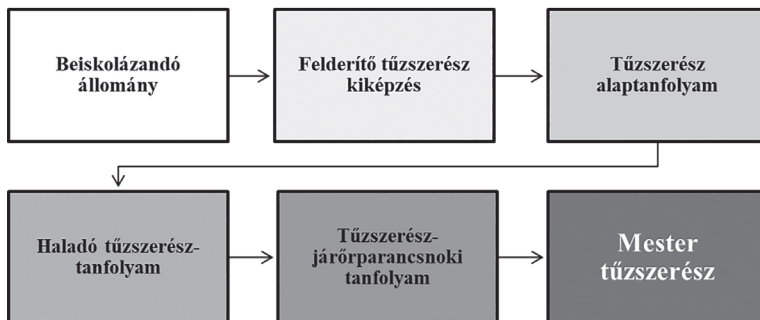 Beiskolázandó
állomány
Felderítő tűzszerész
kiképzés
Tűzszerész
alaptanfolyam
Haladó tűzszerész-
tanfolyam
Tűzszerész-
járőrparancsnoki
tanfolyam
Mester
tűzszerész